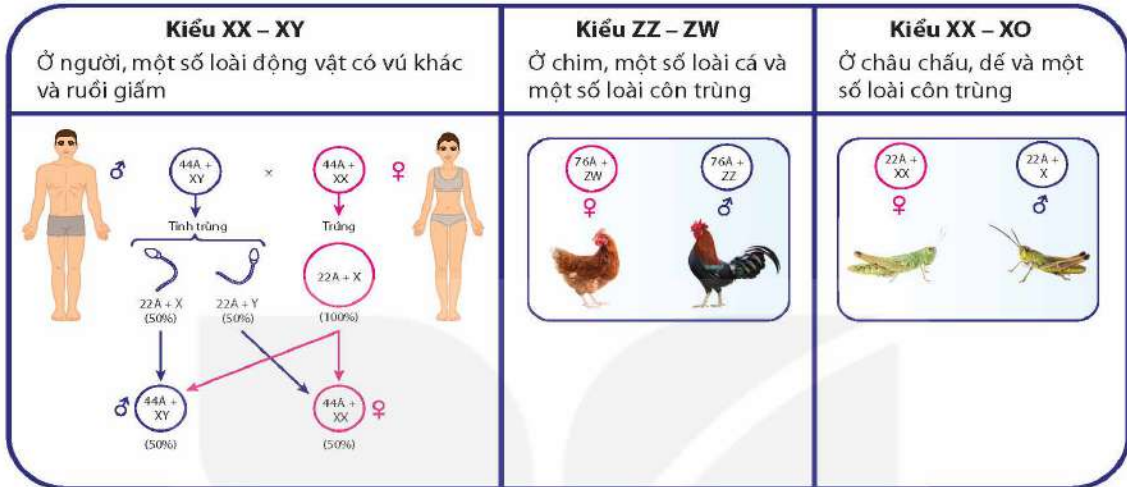 Kiểu XX – XY
Ở người, một số loài động vật có vú khác
và ruồi giấm
♂
44A +
XY
×
44A +
XX
♀
Tinh trùng
Trứng
22A + X
(50%)
22A + Y
(50%)
22A + X
(100%)
♂
44A +
XY
(50%)
44A +
XX
♀
(50%)
Kiểu ZZ – ZW
Ở chim, một số loài cá và
một số loài côn trùng
76A +
ZW
♀
76A +
ZZ
♂
Kiểu XX – XO
Ở châu chấu, dế và một
số loài côn trùng
22A +
XX
♀
22A +
X
♂